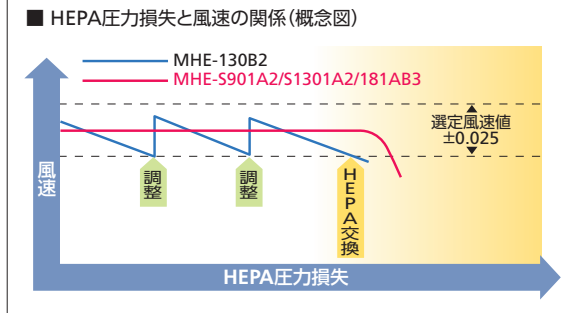 ■ HEPA圧力損失と風速の関係（概念図）
MHE-130B2
MHE-S901A2/S1301A2/181AB3
選定風速値
±0.025
風速
調整
調整
HEPA交換
HEPA圧力損失